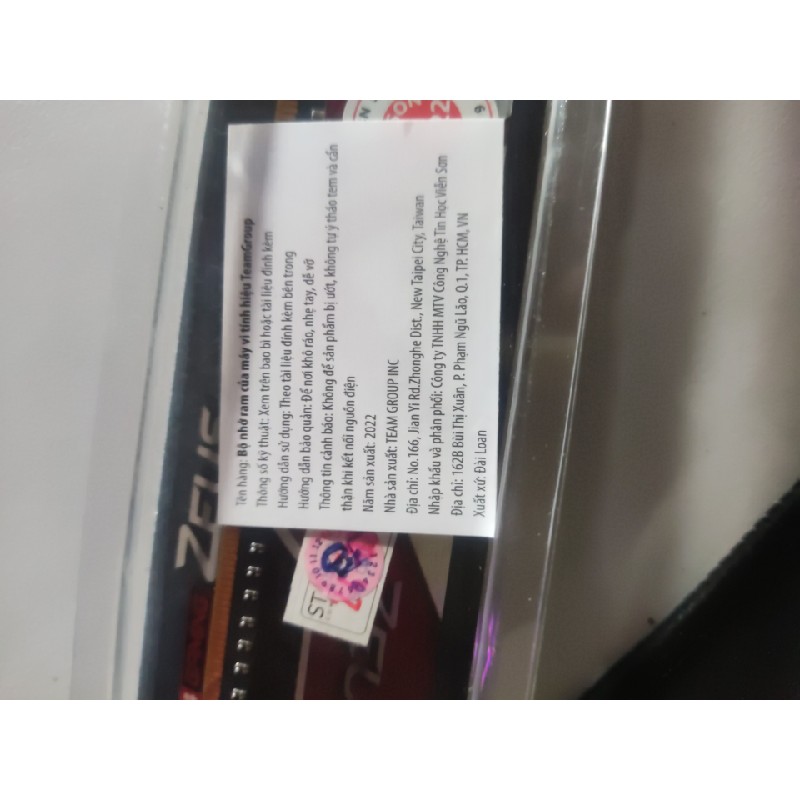 Tên hàng: Bộ nhớ ram của máy vi tính hiệu TeamGroup
Thông số kỹ thuật: Xem trên bao bì hoặc tài liệu đính kèm
Hướng dẫn sử dụng: Theo tài liệu đính kèm bên trong
Hướng dẫn bảo quản: Để nơi khô ráo, nhẹ tay, dễ vỡ
Thông tin cảnh báo: Không để sản phẩm bị ướt, không tự ý tháo tem và cẩn
thận khi kết nối nguồn điện
Năm sản xuất: 2022
Nhà sản xuất: TEAM GROUP INC
Địa chỉ: No.166, Jian Yi Rd.Zhonghe Dist., New Taipei City, Taiwan
Nhập khẩu và phân phối: Công ty TNHH MTV Công Nghệ Tin Học Viễn Sơn
Địa chỉ: 162B Bùi Thị Xuân, P. Phạm Ngũ Lão, Q.1, TP. HCM, VN
Xuất xứ: Đài Loan
ZEUS
ST